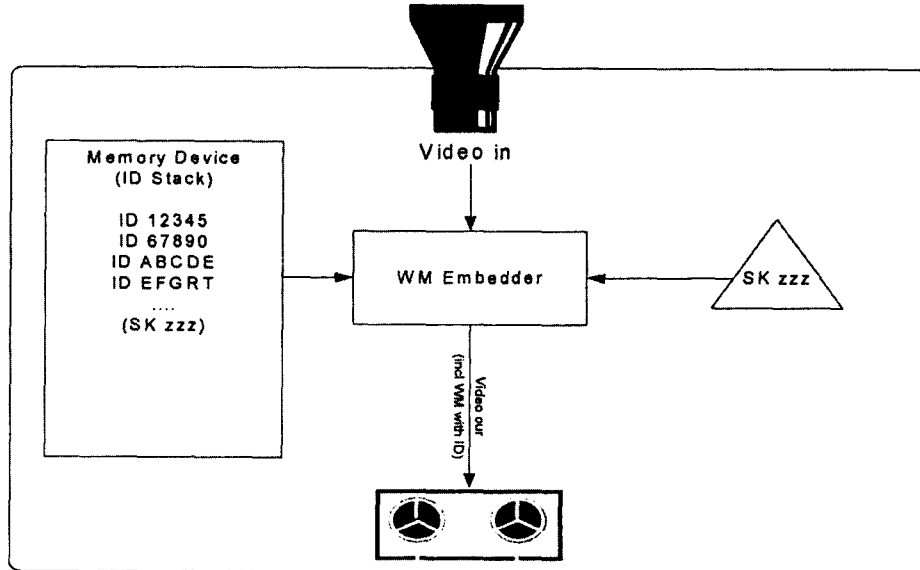 Video in
Memory Device
(ID Stack)
ID 12345
ID 67890
ID ABCDE
ID EFGRT
....
(SK zzz)
WM Embedder
SK zzz
Video our
(incl WM with ID)